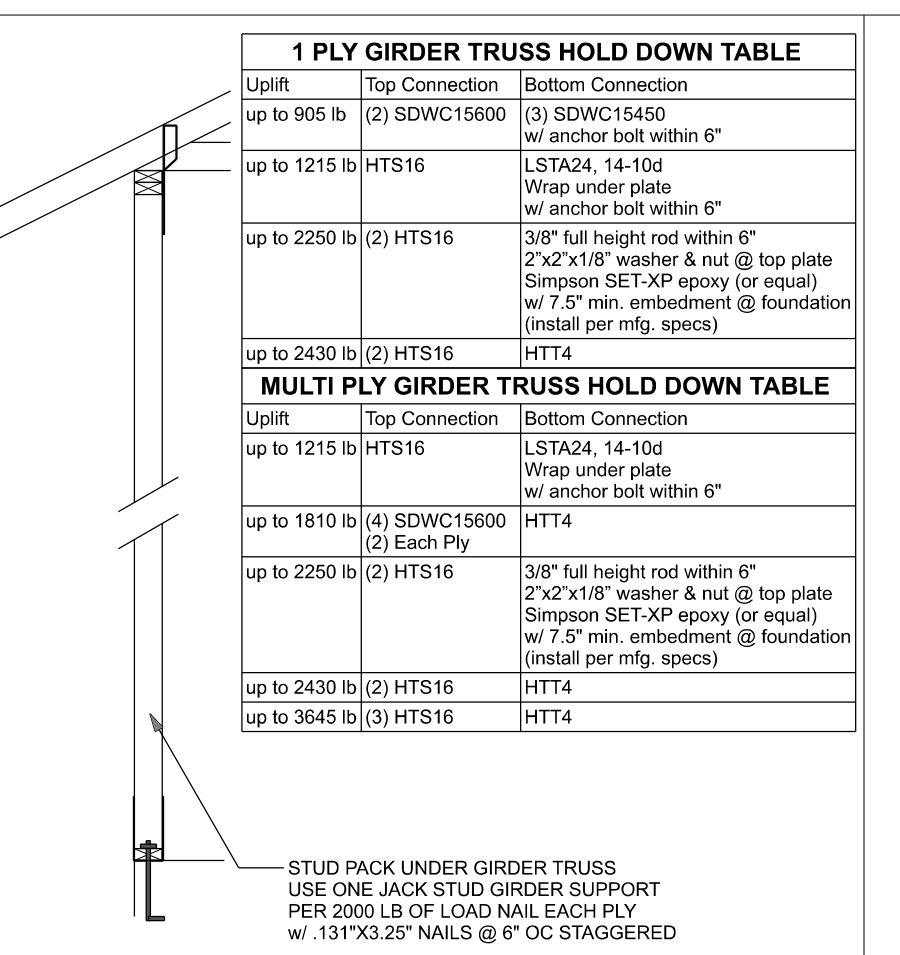 1 PLY GIRDER TRUSS HOLD DOWN TABLE
Uplift Top Connection Bottom Connection
up to 905 lb (2) SDWC15600 (3) SDWC15450
w/ anchor bolt within 6"
up to 1215 lb HTS16 LSTA24, 14-10d
Wrap under plate
w/ anchor bolt within 6"
up to 2250 lb (2) HTS16 3/8" full height rod within 6"
2”x2”x1/8” washer & nut @ top plate
Simpson SET-XP epoxy (or equal)
w/ 7.5" min. embedment @ foundation
(install per mfg. specs)
up to 2430 lb (2) HTS16 HTT4
MULTI PLY GIRDER TRUSS HOLD DOWN TABLE
Uplift Top Connection Bottom Connection
up to 1215 lb HTS16 LSTA24, 14-10d
Wrap under plate
w/ anchor bolt within 6"
up to 1810 lb (4) SDWC15600 HTT4
(2) Each Ply
up to 2250 lb (2) HTS16 3/8" full height rod within 6"
2”x2”x1/8” washer & nut @ top plate
Simpson SET-XP epoxy (or equal)
w/ 7.5" min. embedment @ foundation
(install per mfg. specs)
up to 2430 lb (2) HTS16 HTT4
up to 3645 lb (3) HTS16 HTT4
STUD PACK UNDER GIRDER TRUSS
USE ONE JACK STUD GIRDER SUPPORT
PER 2000 LB OF LOAD NAIL EACH PLY
w/ .131"X3.25" NAILS @ 6" OC STAGGERED